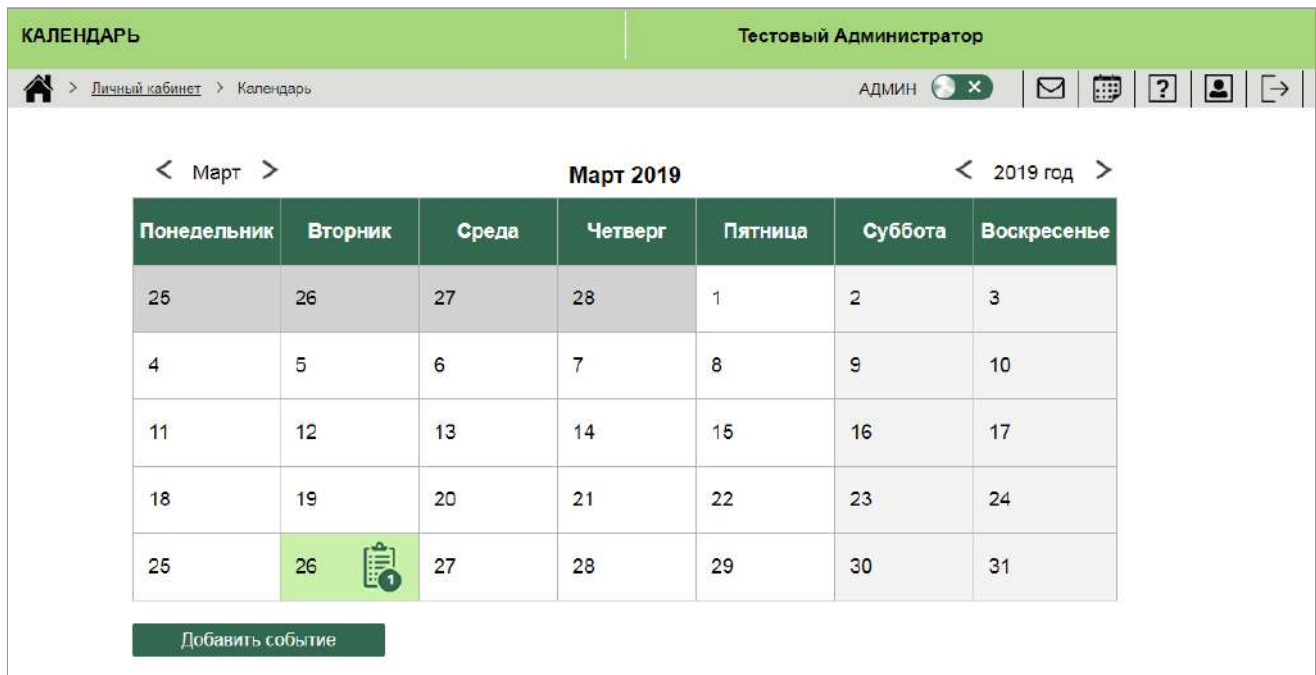 КАЛЕНДАРЬ Тестовый Администратор
> Личный кабинет > Календарь АДМИН
< Март > Март 2019 < 2019 год >
Понедельник Вторник Среда Четверг Пятница Суббота Воскресенье
25 26 27 28 1 2 3
4 5 6 7 8 9 10
11 12 13 14 15 16 17
18 19 20 21 22 23 24
25 26 1 27 28 29 30 31
Добавить событие